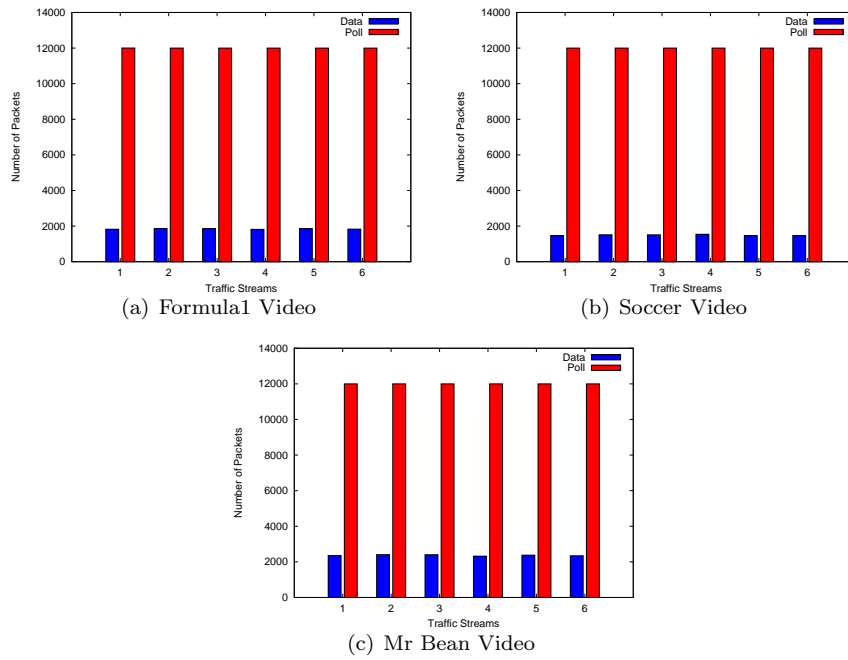 14000
12000
10000
8000
6000
4000
2000
0
Number of Packets
Data
Poll
1 2 3 4 5 6
Traffic Streams
(a) Formula1 Video
14000
12000
10000
8000
6000
4000
2000
0
Number of Packets
Data
Poll
1 2 3 4 5 6
Traffic Streams
(b) Soccer Video
14000
12000
10000
8000
6000
4000
2000
0
Number of Packets
Data
Poll
1 2 3 4 5 6
Traffic Streams
(c) Mr Bean Video